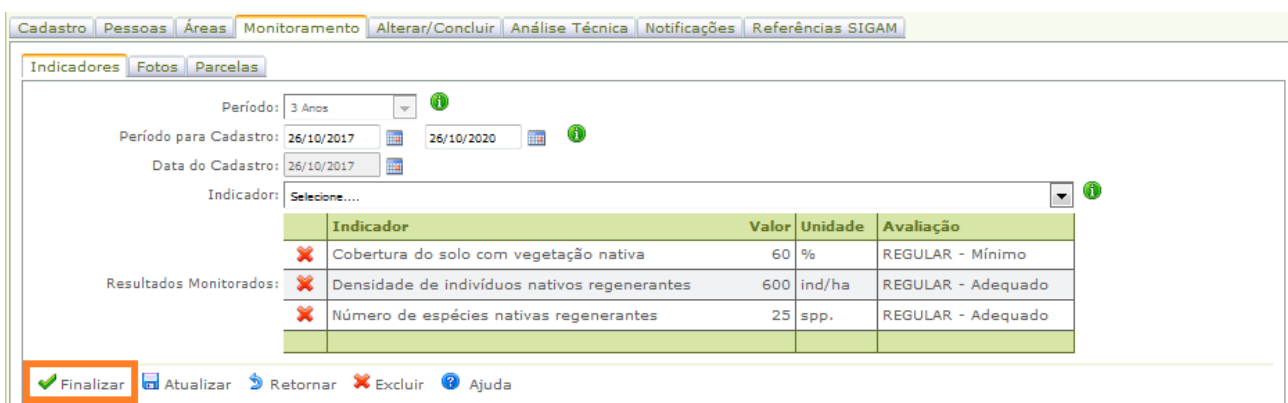 Cadastro Pessoas Áreas Monitoramento Alterar/Concluir Análise Técnica Notificações Referências SIGAM
Indicadores Fotos Parcelas
Período: 3 Anos
Período para Cadastro: 26/10/2017 26/10/2020
Data do Cadastro: 26/10/2017
Indicador: Selecione....
Indicador Valor Unidade Avaliação
Cobertura do solo com vegetação nativa 60 % REGULAR - Mínimo
Resultados Monitorados: Densidade de indivíduos nativos regenerantes 600 ind/ha REGULAR - Adequado
Número de espécies nativas regenerantes 25 spp. REGULAR - Adequado
Finalizar Atualizar Retornar Excluir Ajuda